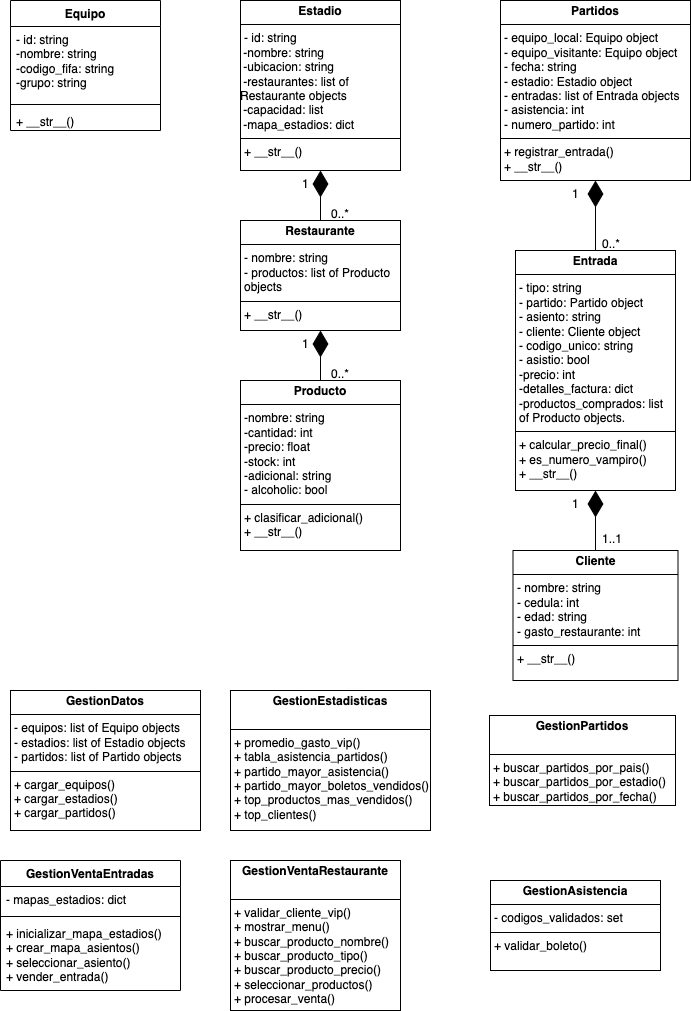 Equipo
- id: string
-nombre: string
-codigo_fifa: string
-grupo: string
+ __str__()
Estadio
- id: string
-nombre: string
-ubicacion: string
-restaurantes: list of
Restaurante objects
-capacidad: list
-mapa_estadios: dict
+ __str__()
1
0..*
Restaurante
- nombre: string
- productos: list of Producto
objects
+ __str__()
1
0..*
Producto
-nombre: string
-cantidad: int
-precio: float
-stock: int
-adicional: string
- alcoholic: bool
+ clasificar_adicional()
+ __str__()
Partidos
- equipo_local: Equipo object
- equipo_visitante: Equipo object
- fecha: string
- estadio: Estadio object
- entradas: list of Entrada objects
- asistencia: int
- numero_partido: int
+ registrar_entrada()
+ __str__()
1
0..*
Entrada
- tipo: string
- partido: Partido object
- asiento: string
- cliente: Cliente object
- codigo_unico: string
- asistio: bool
-precio: int
-detalles_factura: dict
-productos_comprados: list
of Producto objects.
+ calcular_precio_final()
+ es_numero_vampiro()
+ __str__()
1
1..1
Cliente
- nombre: string
- cedula: int
- edad: string
- gasto_restaurante: int
+ __str__()
GestionDatos
- equipos: list of Equipo objects
- estadios: list of Estadio objects
- partidos: list of Partido objects
+ cargar_equipos()
+ cargar_estadios()
+ cargar_partidos()
GestionEstadisticas
+ promedio_gasto_vip()
+ tabla_asistencia_partidos()
+ partido_mayor_asistencia()
+ partido_mayor_boletos_vendidos()
+ top_productos_mas_vendidos()
+ top_clientes()
GestionPartidos
+ buscar_partidos_por_pais()
+ buscar_partidos_por_estadio()
+ buscar_partidos_por_fecha()
GestionVentaEntradas
- mapas_estadios: dict
+ inicializar_mapa_estadios()
+ crear_mapa_asientos()
+ seleccionar_asiento()
+ vender_entrada()
GestionVentaRestaurante
+ validar_cliente_vip()
+ mostrar_menu()
+ buscar_producto_nombre()
+ buscar_producto_tipo()
+ buscar_producto_precio()
+ seleccionar_productos()
+ procesar_venta()
GestionAsistencia
- codigos_validados: set
+ validar_boleto()